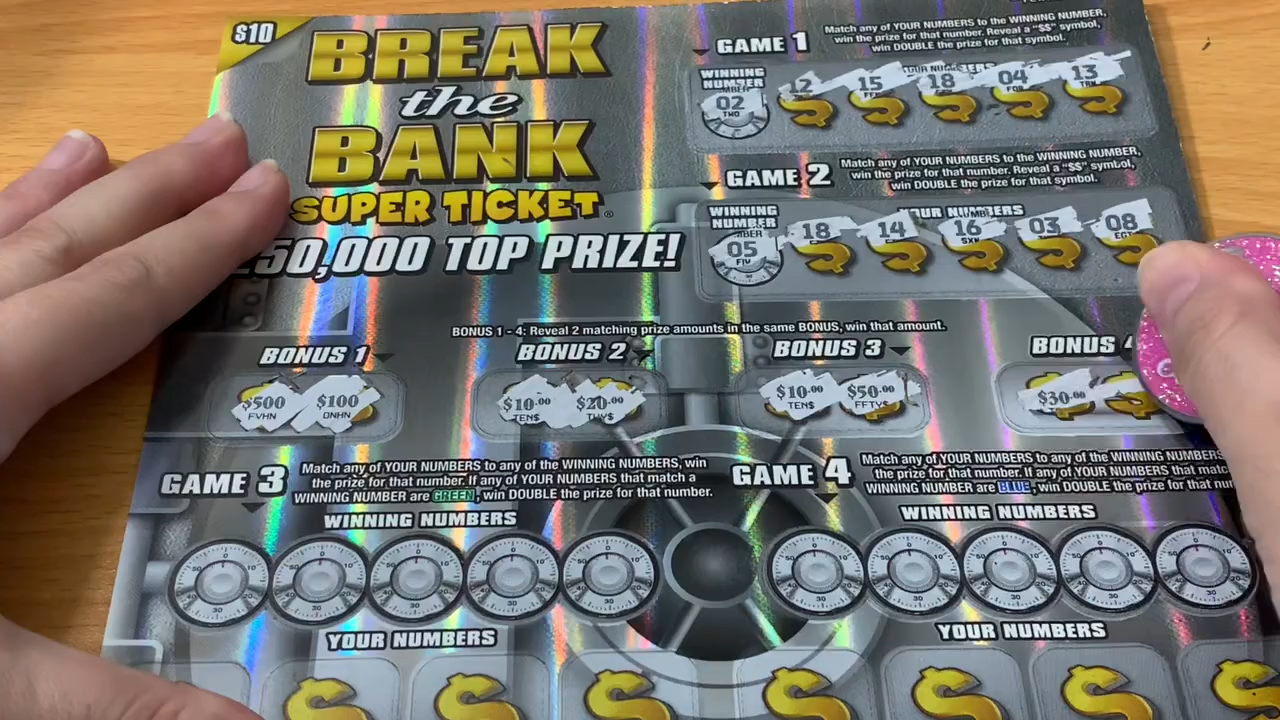 $10
BREAK
the
BANK
SUPER TICKET
50,000 TOP PRIZE!
GAME 1
Match any of YOUR NUMBERS to the WINNING NUMBER,
win the prize for that number. Reveal a "$$" symbol,
win DOUBLE the prize for that symbol.
WINNING
NUMBER
02
TWO
12 15 18 04 13
GAME 2
Match any of YOUR NUMBERS to the WINNING NUMBER,
win the prize for that number. Reveal a "$$" symbol,
win DOUBLE the prize for that symbol.
WINNING
NUMBER
YOUR NUMBERS
05
FIV
18 14 16 03 08
BONUS 1 - 4: Reveal 2 matching prize amounts in the same BONUS, win that amount.
BONUS 1
$500 $100
FVHN ONHN
BONUS 2
$10.00 $20.00
TEN$ TWY$
BONUS 3
$10.00 $50.00
TEN$ FFTY$
BONUS 4
$30.00
GAME 3
Match any of YOUR NUMBERS to any of the WINNING NUMBERS, win
the prize for that number. If any of YOUR NUMBERS that match a
WINNING NUMBER are GREEN, win DOUBLE the prize for that number.
WINNING NUMBERS
YOUR NUMBERS
GAME 4
Match any of YOUR NUMBERS to any of the WINNING NUMBERS
the prize for that number. If any of YOUR NUMBERS that
WINNING NUMBER are BLUE, win DOUBLE the prize for that
WINNING NUMBERS
YOUR NUMBERS